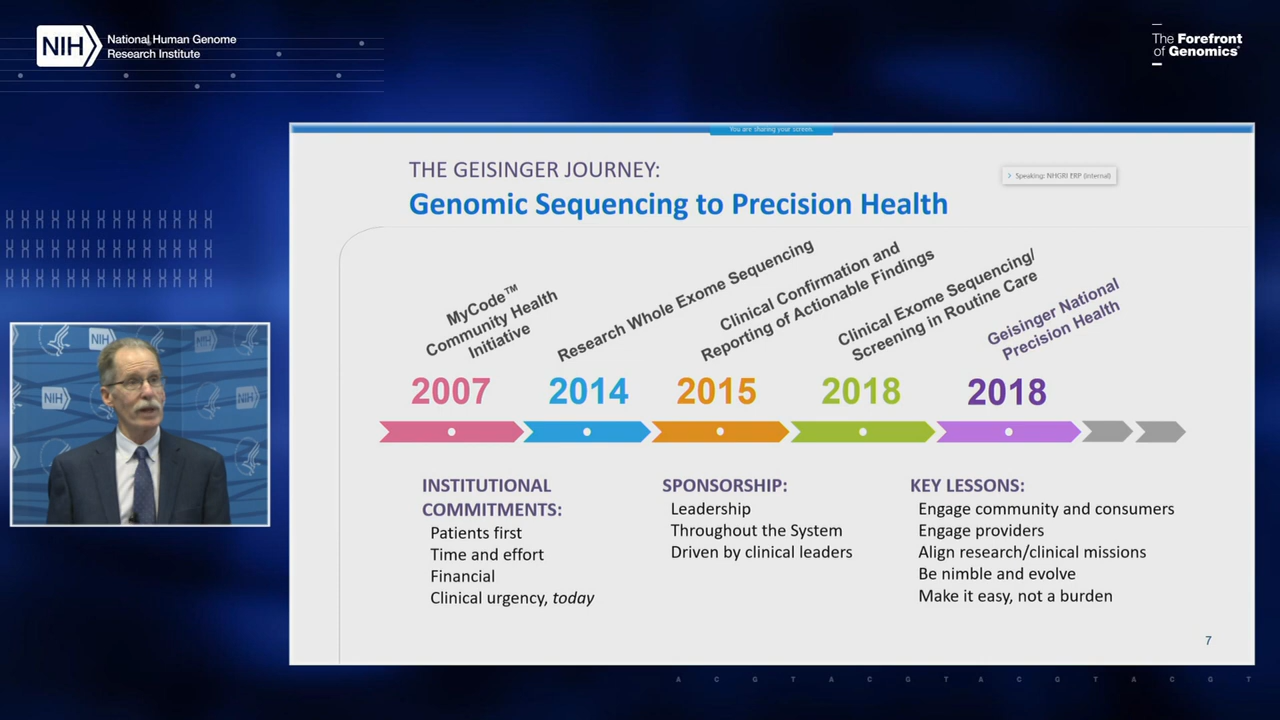 NIH
National Human Genome
Research Institute
The Forefront
of Genomics®
You are sharing your screen.
Speaking: NHGRI ERP (Internal)
THE GEISINGER JOURNEY:
Genomic Sequencing to Precision Health
MyCode™
Community Health
Initiative
Research Whole Exome Sequencing
Clinical Confirmation and
Reporting of Actionable Findings
Clinical Exome Sequencing/
Screening in Routine Care
Geisinger National
Precision Health
2007
2014
2015
2018
2018
INSTITUTIONAL
COMMITMENTS:
Patients first
Time and effort
Financial
Clinical urgency, today
SPONSORSHIP:
Leadership
Throughout the System
Driven by clinical leaders
KEY LESSONS:
Engage community and consumers
Engage providers
Align research/clinical missions
Be nimble and evolve
Make it easy, not a burden
7
NIH
NIH
NIH
A C G T A C G T A C G T A C G T